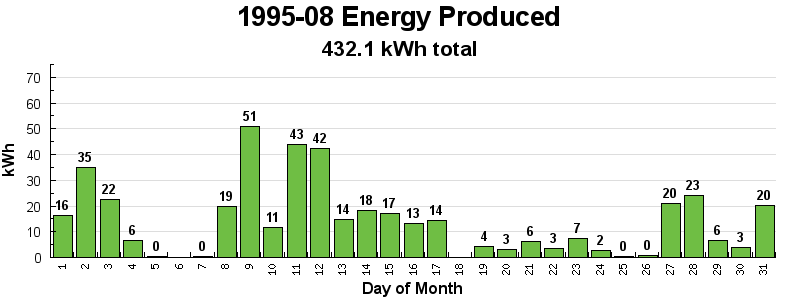 1995-08 Energy Produced
432.1 kWh total
kWh
70
60
50
40
30
20
10
0
16 35 22 6 0 0 19 51 11 43 42 14 18 17 13 14 4 3 6 3 7 2 0 0 20 23 6 3 20
1 2 3 4 5 6 7 8 9 10 11 12 13 14 15 16 17 18 19 20 21 22 23 24 25 26 27 28 29 30 31
Day of Month